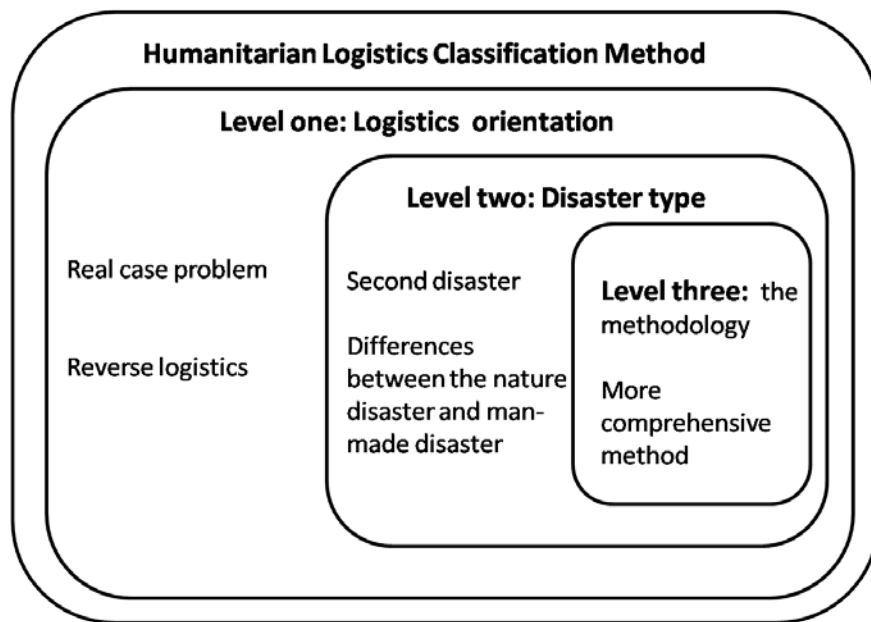 Humanitarian Logistics Classification Method
Level one: Logistics orientation
Real case problem
Reverse logistics
Level two: Disaster type
Second disaster
Differences
between the nature
disaster and man-
made disaster
Level three: the
methodology
More
comprehensive
method